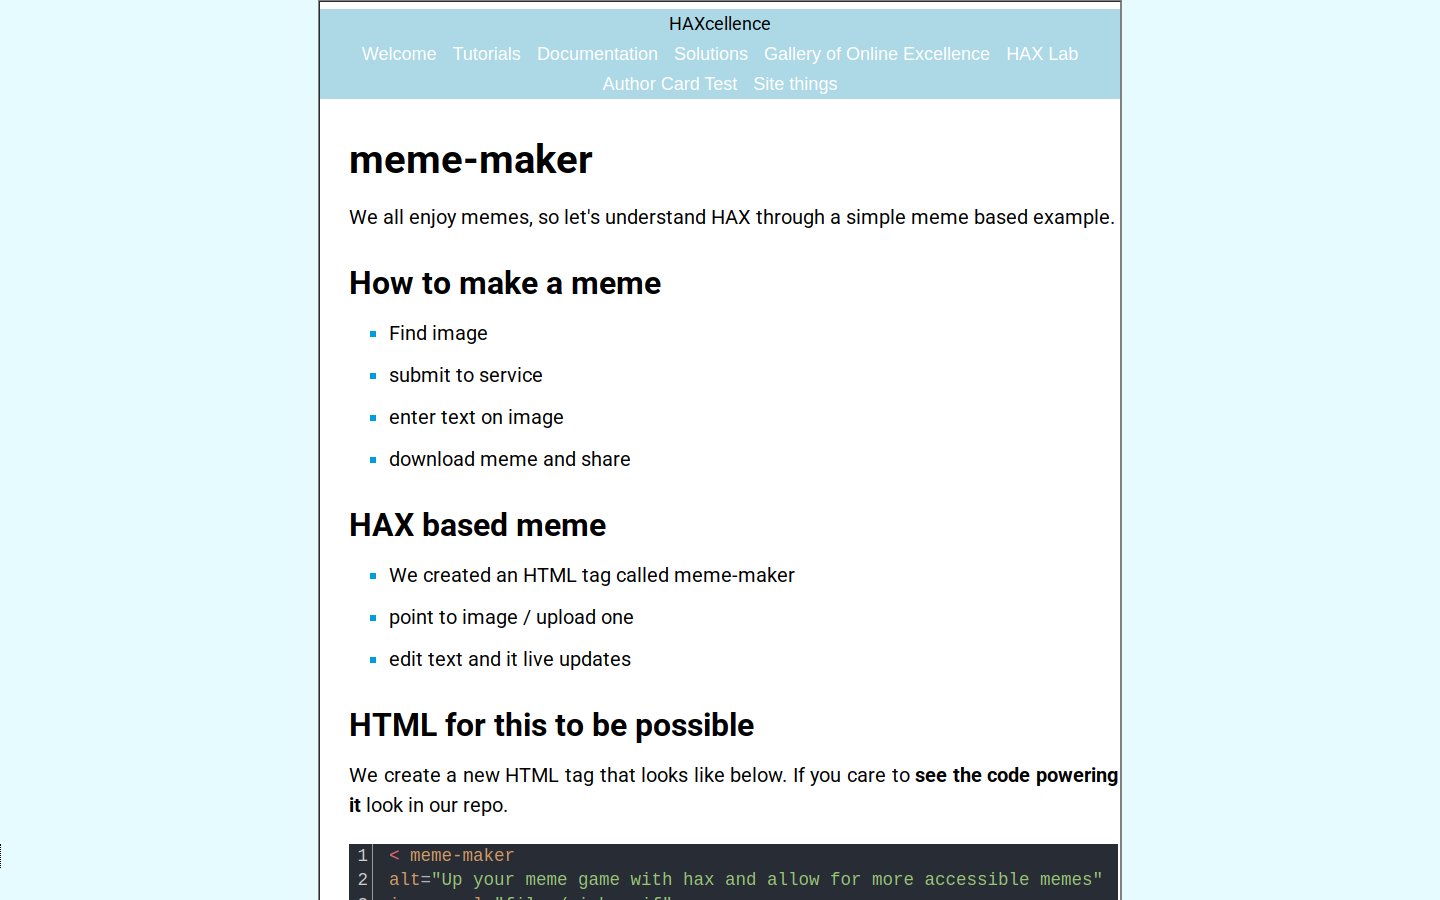 HAXcellence
Welcome Tutorials Documentation Solutions Gallery of Online Excellence HAX Lab
Author Card Test Site things
meme-maker
We all enjoy memes, so let's understand HAX through a simple meme based example.
How to make a meme
Find image
submit to service
enter text on image
download meme and share
HAX based meme
We created an HTML tag called meme-maker
point to image / upload one
edit text and it live updates
HTML for this to be possible
We create a new HTML tag that looks like below. If you care to see the code powering
it look in our repo.
1 < meme-maker
2 alt="Up your meme game with hax and allow for more accessible memes"